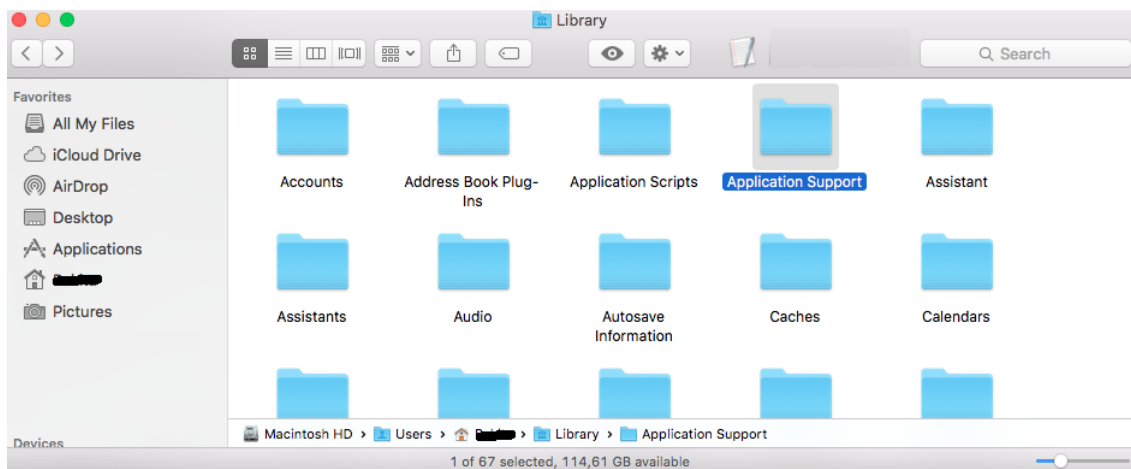 Library
Search
Favorites
All My Files
iCloud Drive
AirDrop
Desktop
Applications
Pictures
Devices
Accounts
Address Book Plug-
Ins
Application Scripts
Application Support
Assistant
Assistants
Audio
Autosave
Information
Caches
Calendars
Macintosh HD › Users › › Library › Application Support
1 of 67 selected, 114,61 GB available